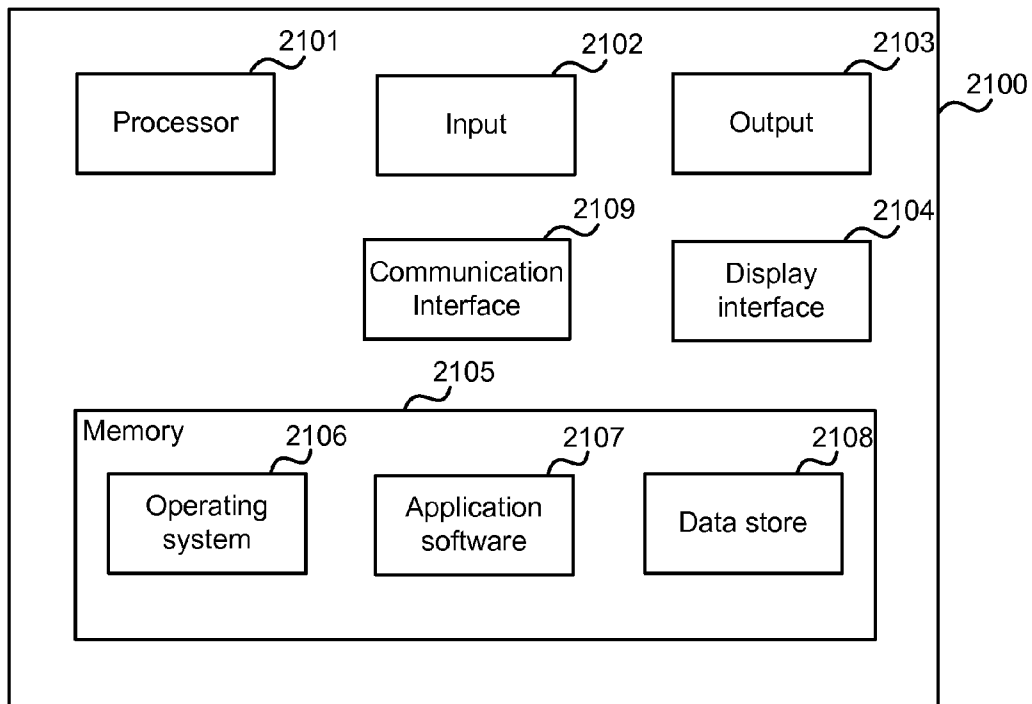 2101
2102
2103
2100
Processor
Input
Output
2109
2104
Communication
Interface
Display
interface
2105
Memory
2106
2107
2108
Operating
system
Application
software
Data store